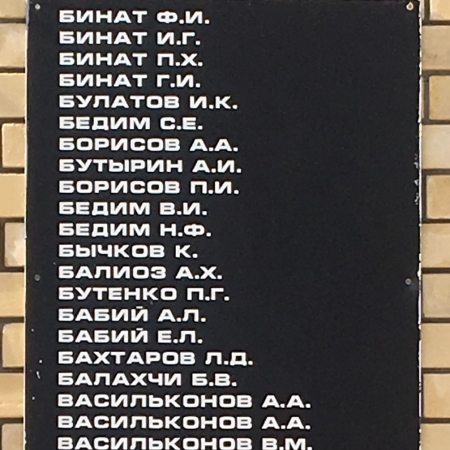 БИНАТ Ф.И.
БИНАТ И.Г.
БИНАТ П.Х.
БИНАТ Г.И.
БУЛАТОВ И.К.
БЕДИМ С.Е.
БОРИСОВ А.А.
БУТЫРИН А.И.
БОРИСОВ П.И.
БЕДИМ В.И.
БЕДИМ Н.Ф.
БЫЧКОВ К.
БАЛИОЗ А.Х.
БУТЕНКО П.Г.
БАБИЙ А.Л.
БАБИЙ Е.Л.
БАХТАРОВ Л.Д.
БАЛАХЧИ Б.В.
ВАСИЛЬКОНОВ А.А.
ВАСИЛЬКОНОВ А.А.
ВАСИЛЬКОНОВ В.М.